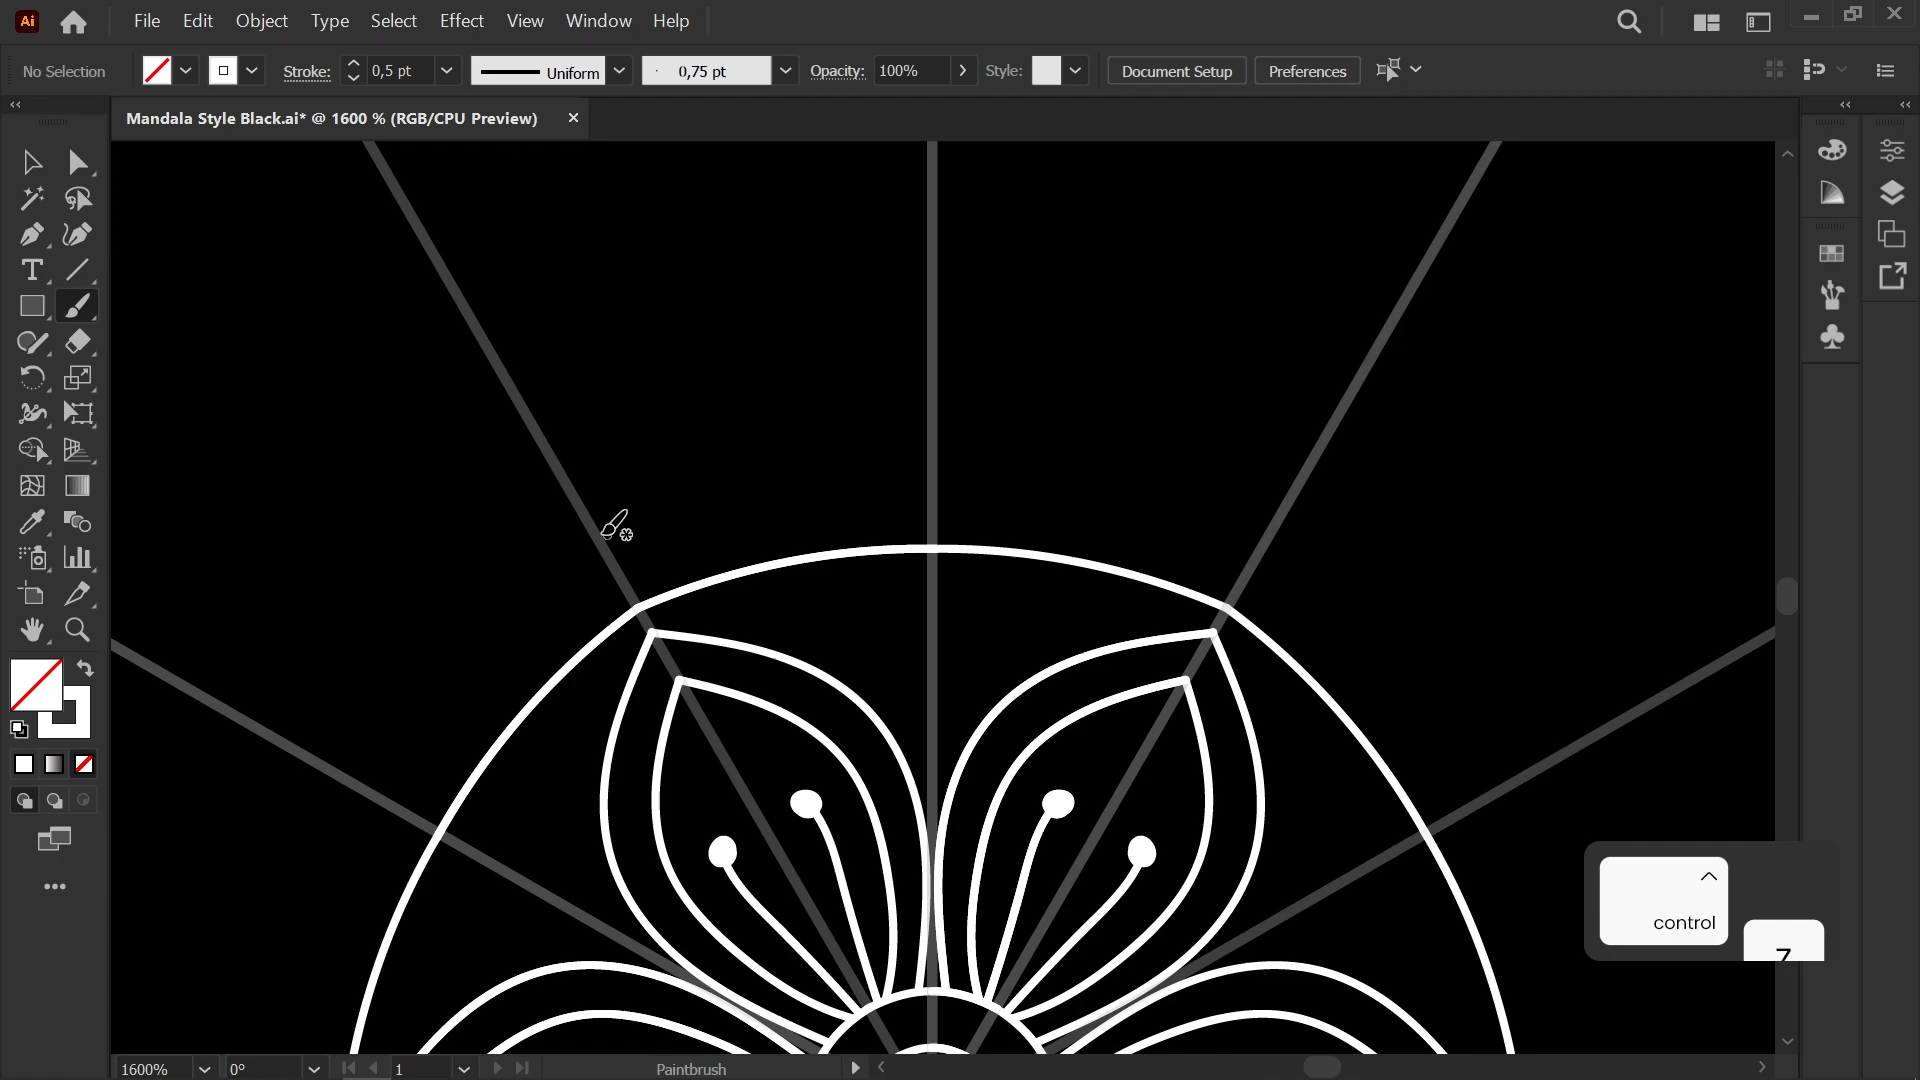 Ai File Edit Object Type Select Effect View Window Help
No Selection Stroke: 0,5 pt Uniform 0,75 pt Opacity: 100% Style: Document Setup Preferences
Mandala Style Black.ai* @ 1600 % (RGB/CPU Preview)
control
Z
1600% 0° 1 Paintbrush